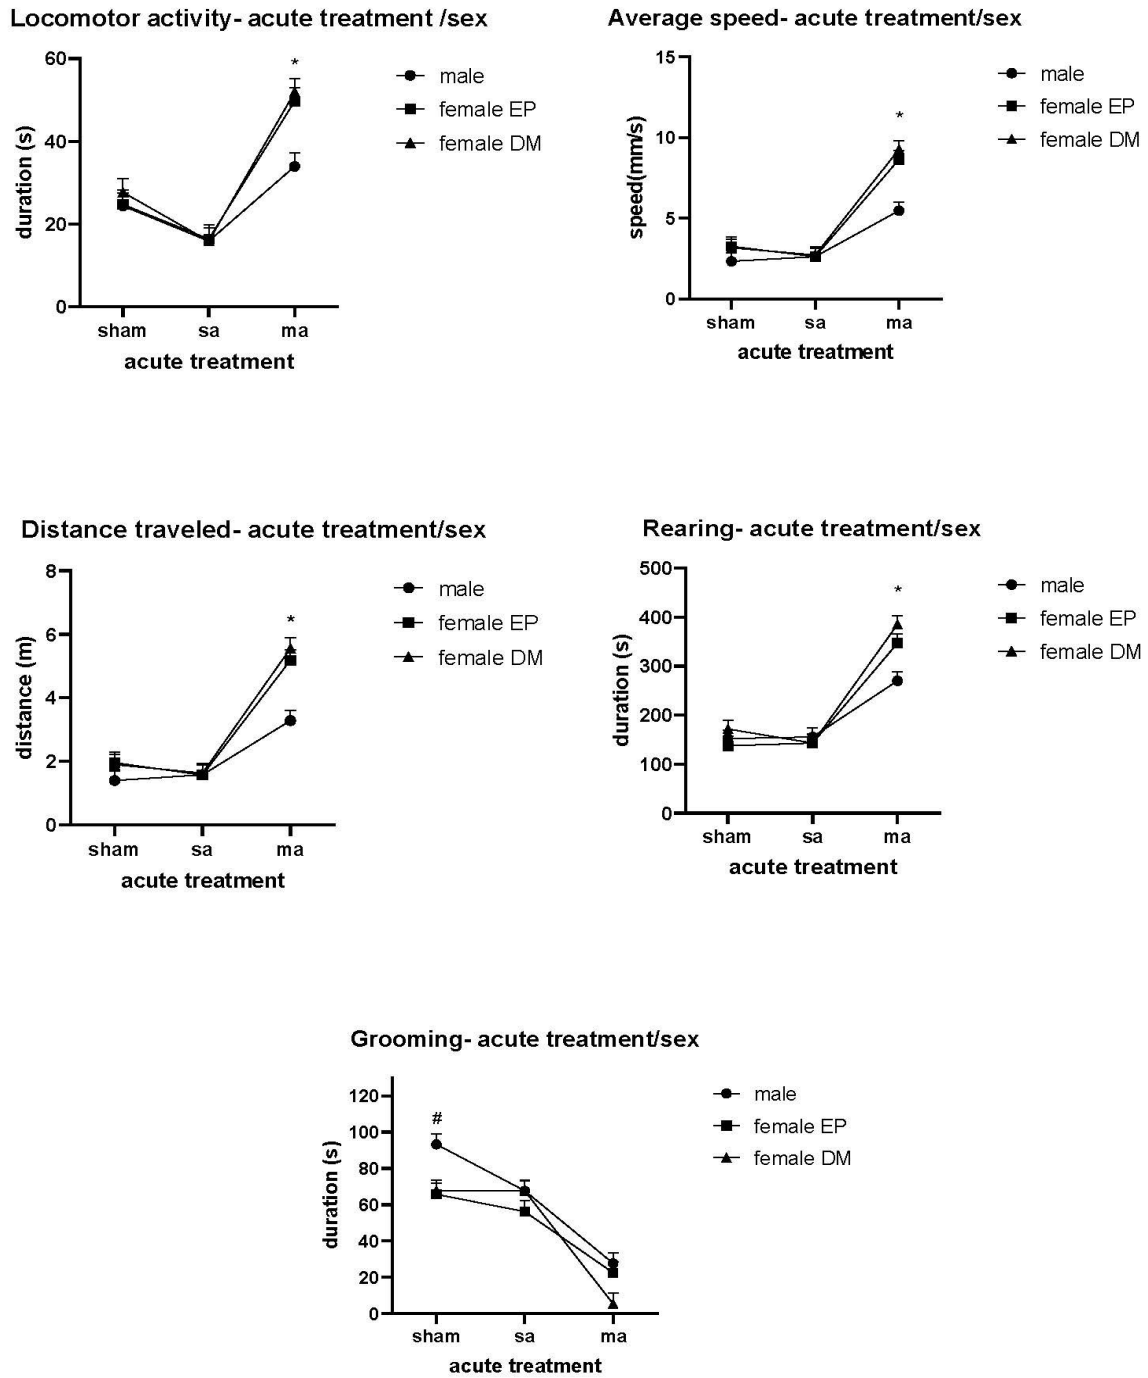 Locomotor activity- acute treatment /sex
60
40
20
0
duration (s)
sham sa ma
acute treatment
*
male
female EP
female DM
Average speed- acute treatment/sex
15
10
5
0
speed(mm/s)
sham sa ma
acute treatment
*
male
female EP
female DM
Distance traveled- acute treatment/sex
8
6
4
2
0
distance (m)
sham sa ma
acute treatment
*
male
female EP
female DM
Rearing- acute treatment/sex
500
400
300
200
100
0
duration (s)
sham sa ma
acute treatment
*
male
female EP
female DM
Grooming- acute treatment/sex
120
100
80
60
40
20
0
duration (s)
sham sa ma
acute treatment
#
male
female EP
female DM